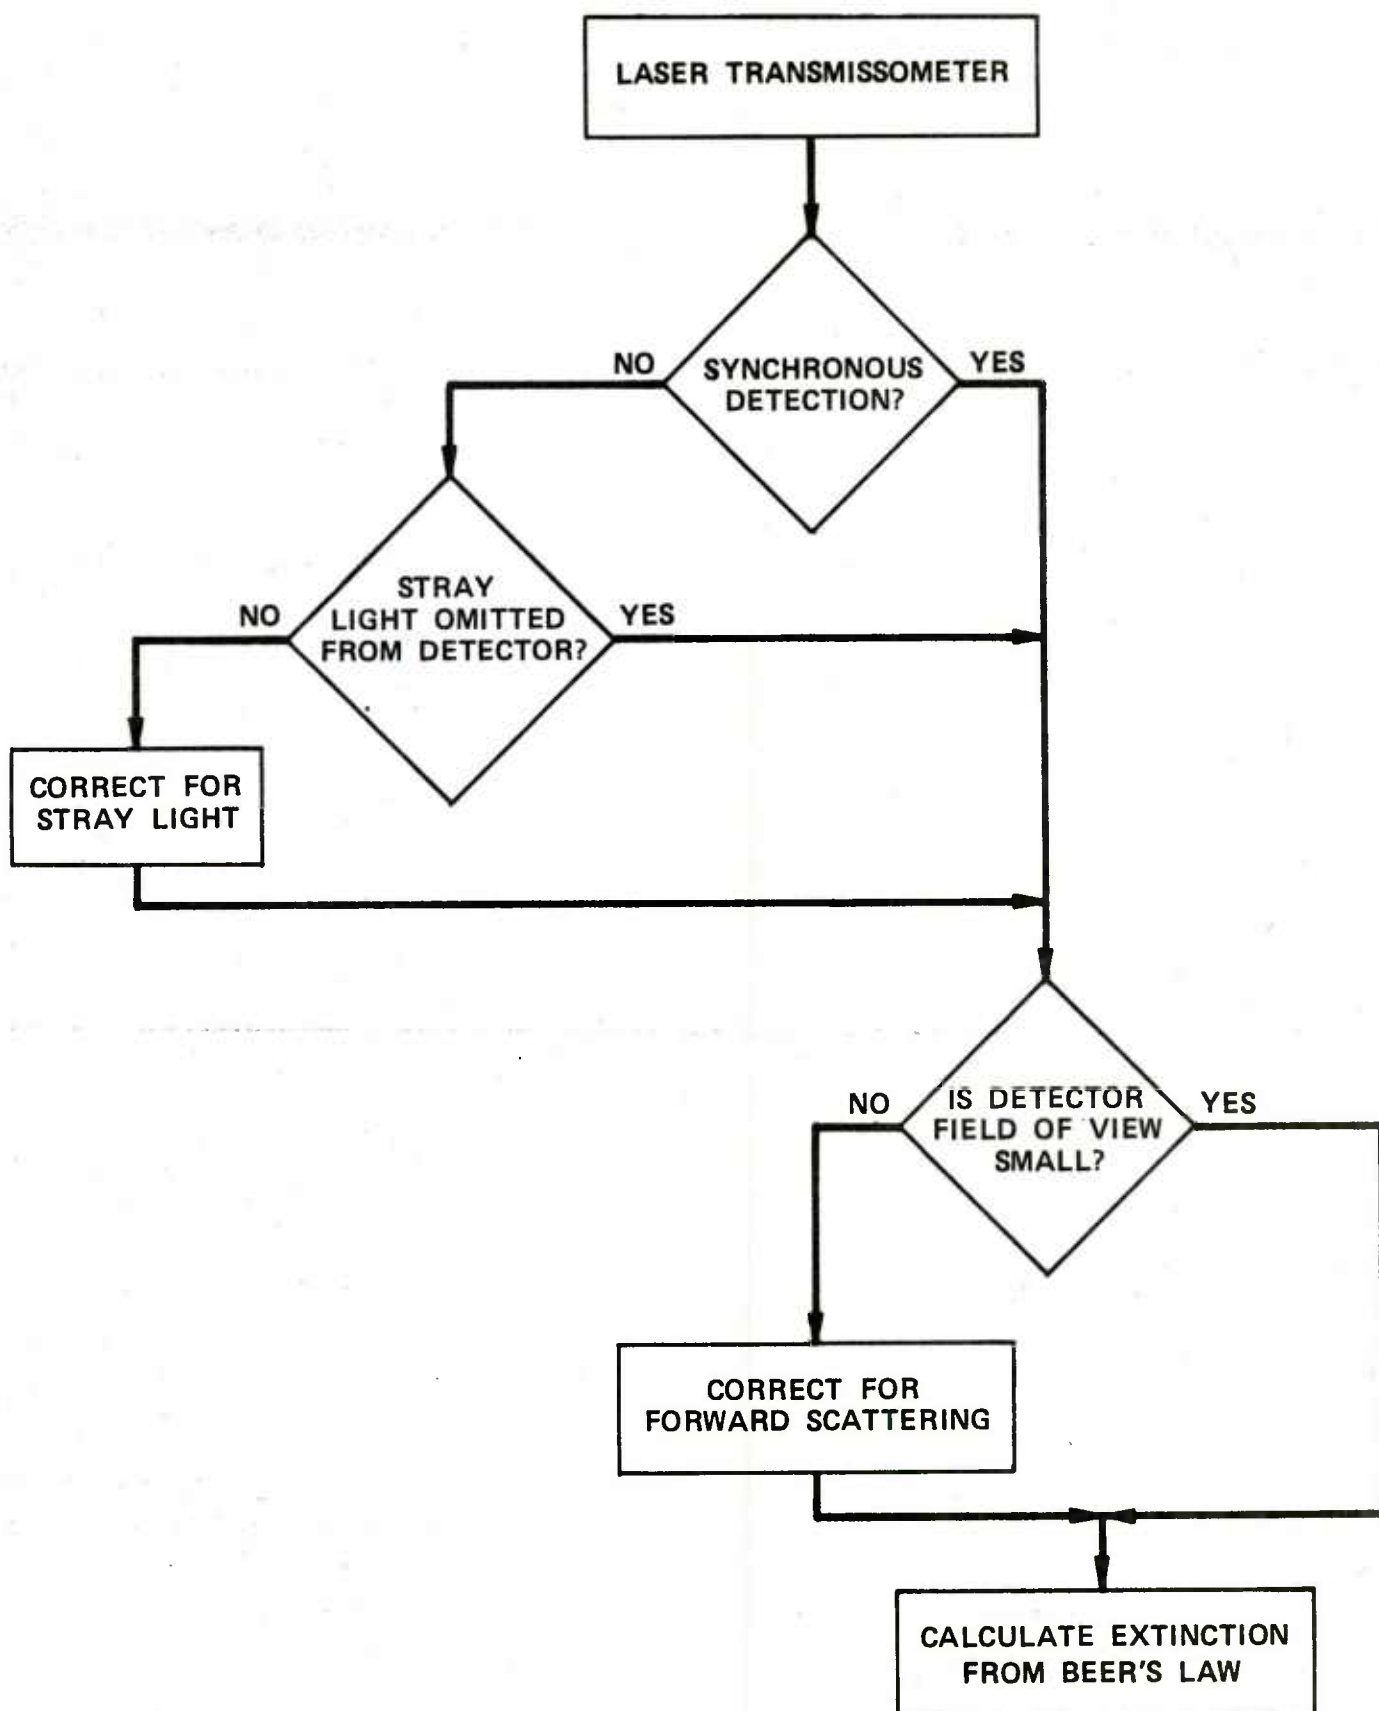 LASER TRANSMISSOMETER
NO
SYNCHRONOUS
DETECTION?
YES
NO
STRAY
LIGHT OMITTED
FROM DETECTOR?
YES
CORRECT FOR
STRAY LIGHT
NO
IS DETECTOR
FIELD OF VIEW
SMALL?
YES
CORRECT FOR
FORWARD SCATTERING
CALCULATE EXTINCTION
FROM BEER'S LAW